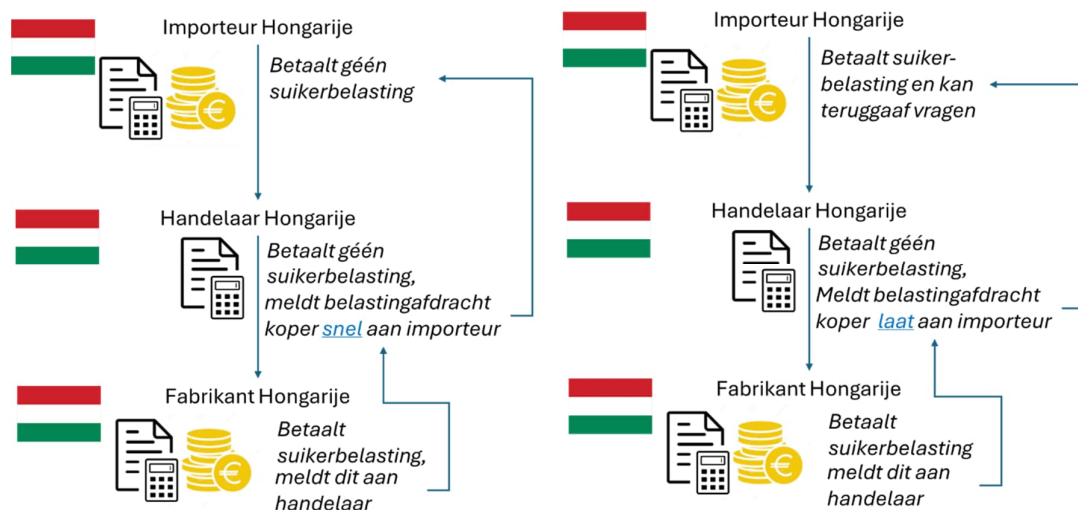 Importeur Hongarije
Betaalt géén
suikerbelasting
Handelaar Hongarije
Betaalt géén
suikerbelasting,
meldt belastingafdracht
koper snel aan importeur
Fabrikant Hongarije
Betaalt
suikerbelasting,
meldt dit aan
handelaar
Importeur Hongarije
Betaalt suiker-
belasting en kan
teruggaaf vragen
Handelaar Hongarije
Betaalt géén
suikerbelasting,
Meldt belastingafdracht
koper laat aan importeur
Fabrikant Hongarije
Betaalt
suikerbelasting
meldt dit aan
handelaar